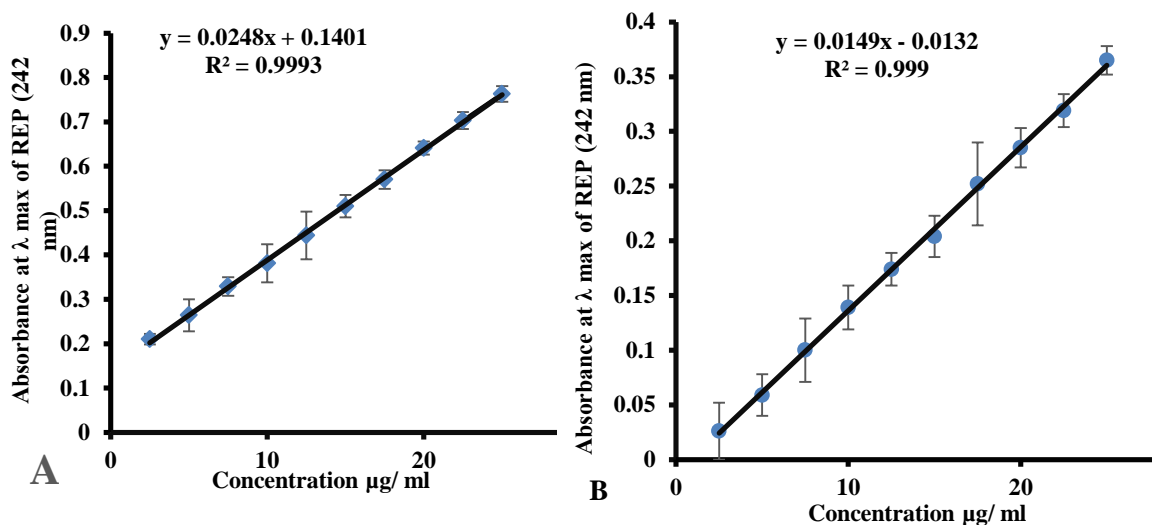 y = 0.0248x + 0.1401
R² = 0.9993
0.9
0.8
0.7
0.6
0.5
0.4
0.3
0.2
0.1
0
0
10
20
Absorbance at λ max of REP (242
nm)
Concentration µg/ ml
A
y = 0.0149x - 0.0132
R² = 0.999
0.4
0.35
0.3
0.25
0.2
0.15
0.1
0.05
0
0
10
20
Absorbance at λ max of REP (242 nm)
Concentration µg/ ml
B